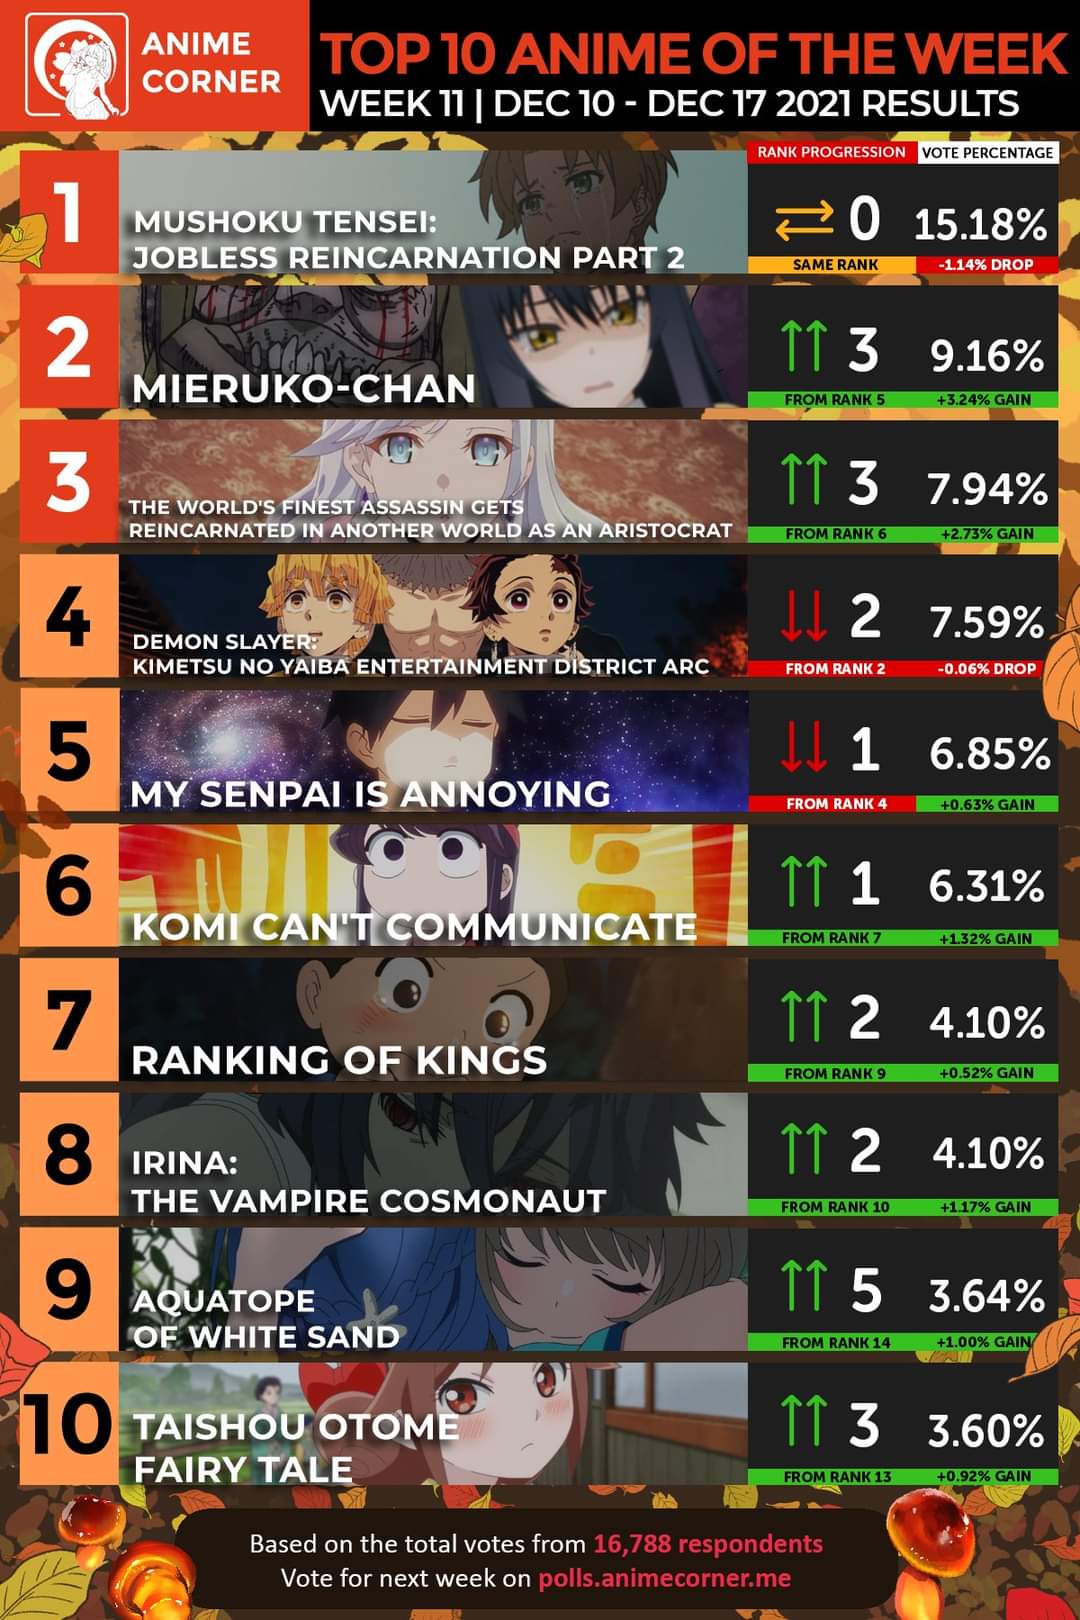 ANIME
CORNER
TOP 10 ANIME OF THE WEEK
WEEK 11 | DEC 10 - DEC 17 2021 RESULTS
RANK PROGRESSION VOTE PERCENTAGE
1
MUSHOKU TENSEI:
JOBLESS REINCARNATION PART 2
0 15.18%
SAME RANK -1.14% DROP
2
MIERUKO-CHAN
3 9.16%
FROM RANK 5 +3.24% GAIN
3
THE WORLD'S FINEST ASSASSIN GETS
REINCARNATED IN ANOTHER WORLD AS AN ARISTOCRAT
3 7.94%
FROM RANK 6 +2.73% GAIN
4
DEMON SLAYER:
KIMETSU NO YAIBA ENTERTAINMENT DISTRICT ARC
2 7.59%
FROM RANK 2 -0.06% DROP
5
MY SENPAI IS ANNOYING
1 6.85%
FROM RANK 4 +0.63% GAIN
6
KOMI CAN'T COMMUNICATE
1 6.31%
FROM RANK 7 +1.32% GAIN
7
RANKING OF KINGS
2 4.10%
FROM RANK 9 +0.52% GAIN
8
IRINA:
THE VAMPIRE COSMONAUT
2 4.10%
FROM RANK 10 +1.17% GAIN
9
AQUATOPE
OF WHITE SAND
5 3.64%
FROM RANK 14 +1.00% GAIN
10
TAISHOU OTOME
FAIRY TALE
3 3.60%
FROM RANK 13 +0.92% GAIN
Based on the total votes from 16,788 respondents
Vote for next week on polls.animecorner.me